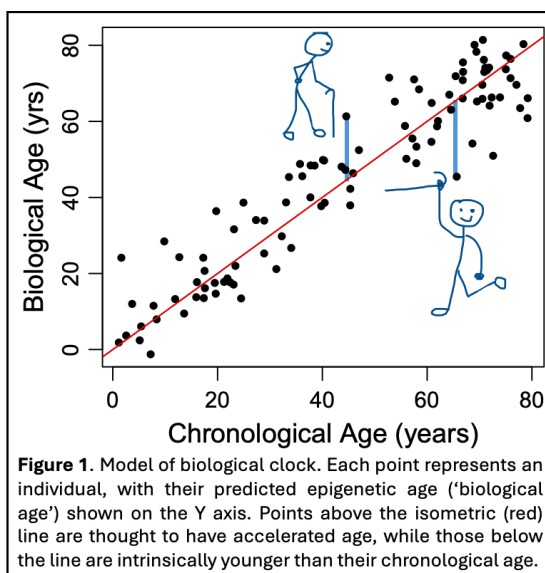 80
60
40
20
0
Biological Age (yrs)
0 20 40 60 80
Chronological Age (years)
Figure 1. Model of biological clock. Each point represents an
individual, with their predicted epigenetic age (‘biological
age’) shown on the Y axis. Points above the isometric (red)
line are thought to have accelerated age, while those below
the line are intrinsically younger than their chronological age.